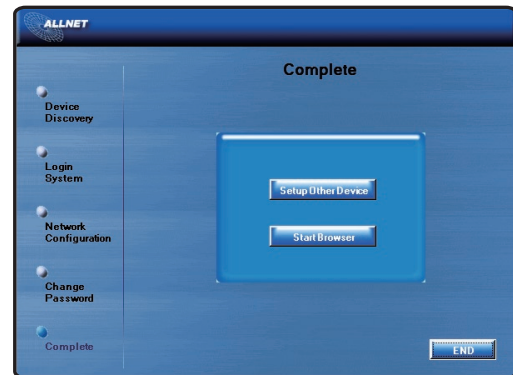 ALLNET
Complete
Device
Discovery
Login
System
Network
Configuration
Change
Password
Complete
Setup Other Device
Start Browser
END